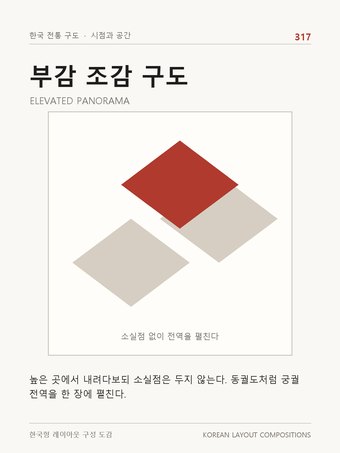 한국 전통 구도 · 시점과 공간
317
부감 조감 구도
ELEVATED PANORAMA
소실점 없이 전역을 펼친다
높은 곳에서 내려다보되 소실점은 두지 않는다. 동궐도처럼 궁궐
전역을 한 장에 펼친다.
한국형 레이아웃 구성 도감
KOREAN LAYOUT COMPOSITIONS